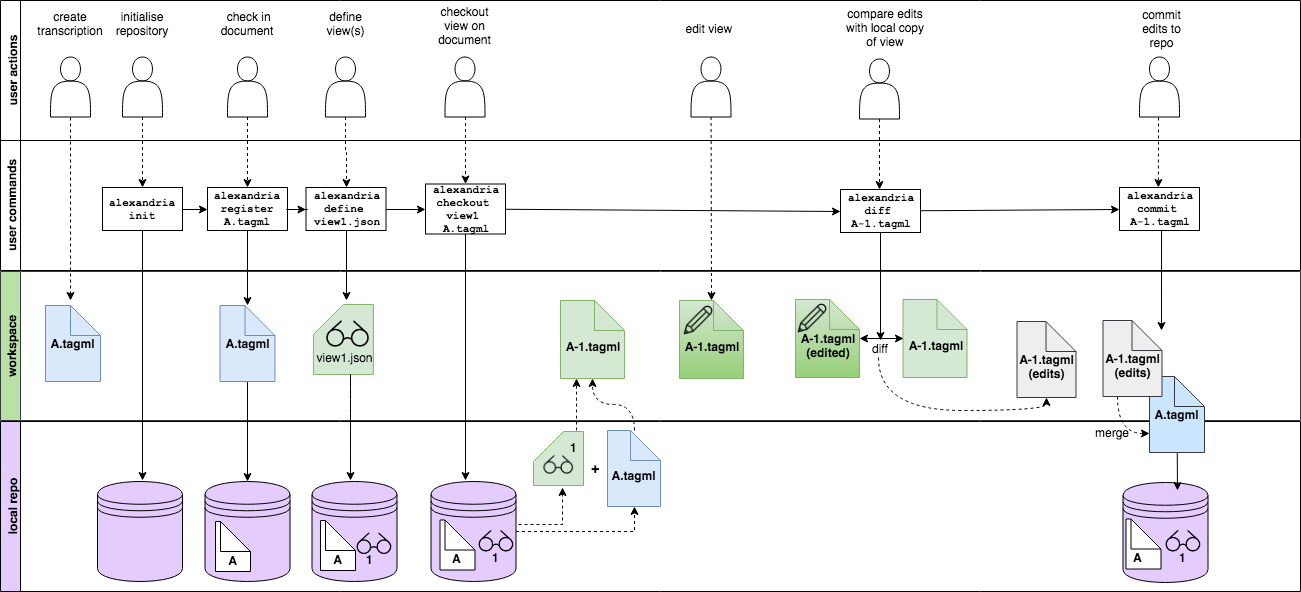 user actions
create
transcription
initialise
repository
check in
document
define
view(s)
checkout
view on
document
edit view
compare edits
with local copy
of view
commit
edits to
repo
user commands
alexandria
init
alexandria
register
A.tagml
alexandria
define
view1.json
alexandria
checkout
view1
A.tagml
alexandria
diff
A-1.tagml
alexandria
commit
A-1.tagml
workspace
A.tagml
A.tagml
view1.json
A-1.tagml
A-1.tagml
A-1.tagml
(edited)
diff
A-1.tagml
A-1.tagml
(edits)
A-1.tagml
(edits)
A.tagml
merge
local repo
1
+
A.tagml
A
A
1
A
1
A
1